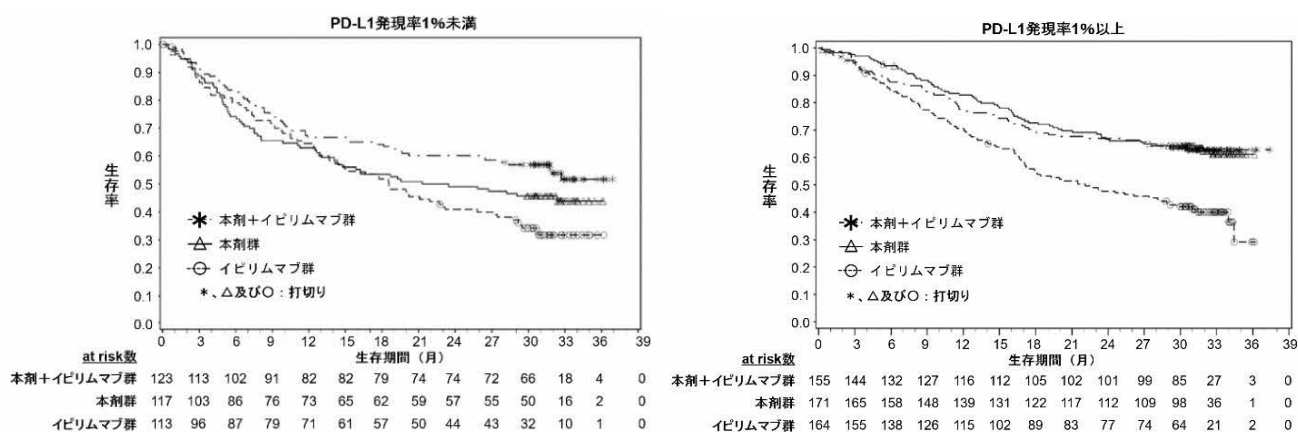 PD-L1発現率1%未満
1.0
0.9
0.8
0.7
0.6
0.5
0.4
0.3
0.2
0.1
0.0
生存率
本剤+イピリムマブ群
本剤群
イピリムマブ群
*、△及び○:打切り
0 3 6 9 12 15 18 21 24 27 30 33 36 39
生存期間(月)
at risk数
本剤+イピリムマブ群 123 113 102 91 82 82 79 74 74 72 66 18 4 0
本剤群 117 103 86 76 73 65 62 59 57 55 50 16 2 0
イピリムマブ群 113 96 87 79 71 61 57 50 44 43 32 10 1 0
PD-L1発現率1%以上
1.0
0.9
0.8
0.7
0.6
0.5
0.4
0.3
0.2
0.1
0.0
生存率
本剤+イピリムマブ群
本剤群
イピリムマブ群
*、△及び○:打切り
0 3 6 9 12 15 18 21 24 27 30 33 36 39
生存期間(月)
at risk数
本剤+イピリムマブ群 155 144 132 127 116 112 105 102 101 99 85 27 3 0
本剤群 171 165 158 148 139 131 122 117 112 109 98 36 1 0
イピリムマブ群 164 155 138 126 115 102 89 83 77 74 64 21 2 0